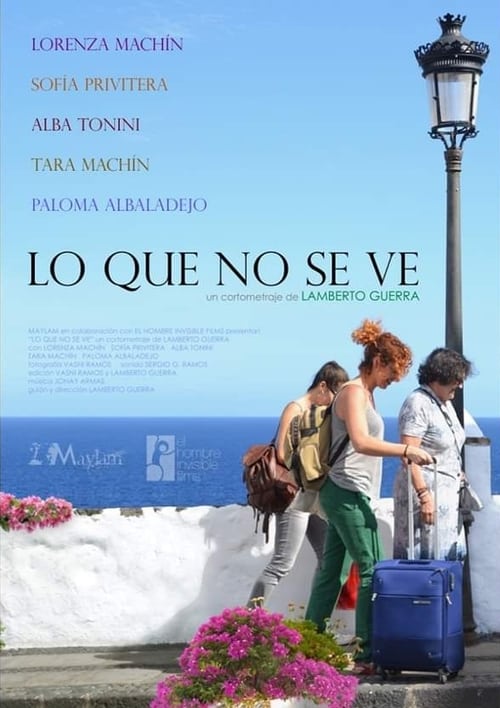 LORENZA MACHÍN
SOFÍA PRIVITERA
ALBA TONINI
TARA MACHÍN
PALOMA ALBALADEJO
LO QUE NO SE VE
un cortometraje de LAMBERTO GUERRA
MAYLAM en colaboración con EL HOMBRE INVISIBLE FILMS presentan
"LO QUE NO SE VE" un cortometraje de LAMBERTO GUERRA
con LORENZA MACHÍN SOFÍA PRIVITERA ALBA TONINI
TARA MACHÍN PALOMA ALBALADEJO
fotografía VASNI RAMOS sonido SERGIO G. RAMOS
edición VASNI RAMOS y LAMBERTO GUERRA
música JONAY ARMAS
guión y dirección LAMBERTO GUERRA
Maylam
el
hombre
invisible
films